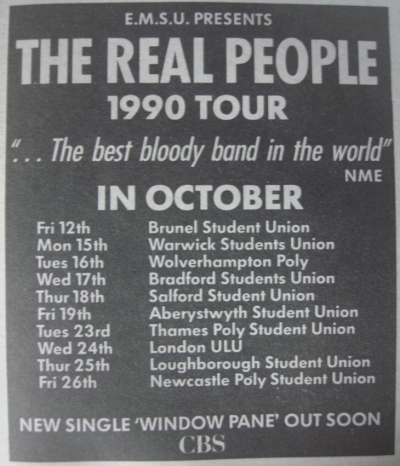 E.M.S.U. PRESENTS
THE REAL PEOPLE
1990 TOUR
"... The best bloody band in the world"
NME
IN OCTOBER
Fri 12th Brunel Student Union
Mon 15th Warwick Students Union
Tues 16th Wolverhampton Poly
Wed 17th Bradford Students Union
Thur 18th Salford Student Union
Fri 19th Aberystwyth Student Union
Tues 23rd Thames Poly Student Union
Wed 24th London ULU
Thur 25th Loughborough Student Union
Fri 26th Newcastle Poly Student Union
NEW SINGLE 'WINDOW PANE' OUT SOON
CBS